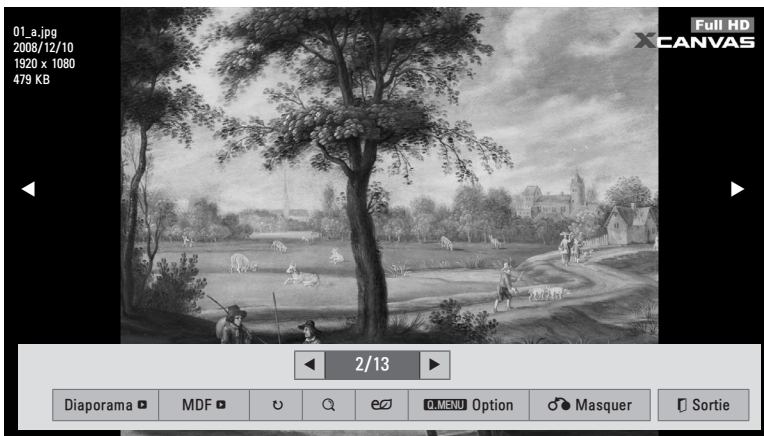 01_a.jpg
2008/12/10
1920 x 1080
479 KB
Full HD
XCANVAS
2/13
Diaporama MDF Q.MENU Option Masquer Sortie